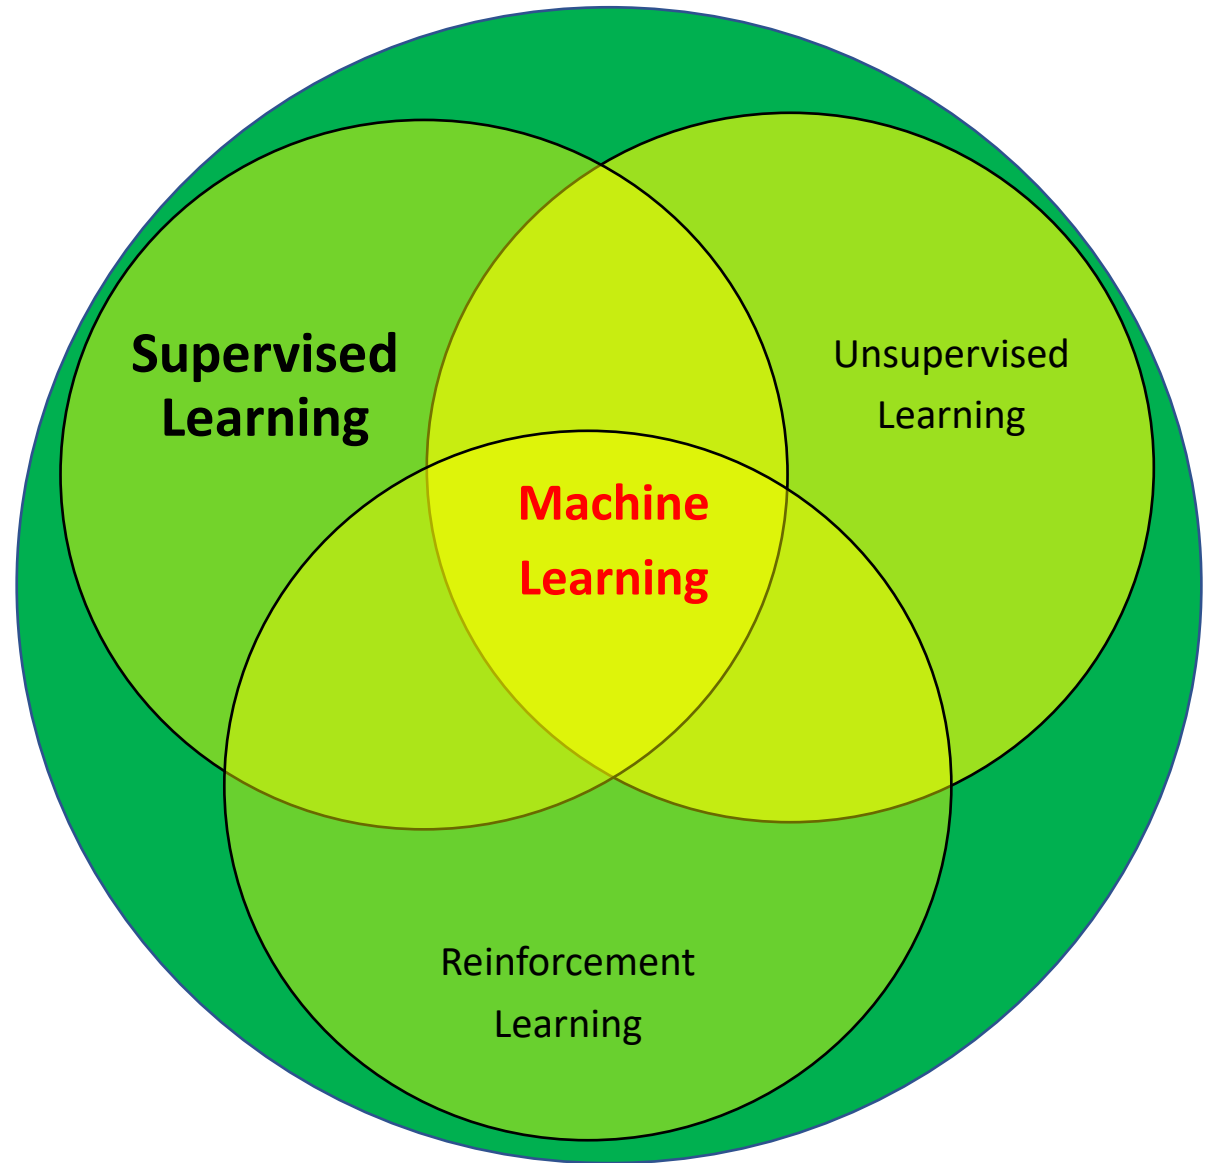 Supervised
Learning
Unsupervised
Learning
Machine
Learning
Reinforcement
Learning